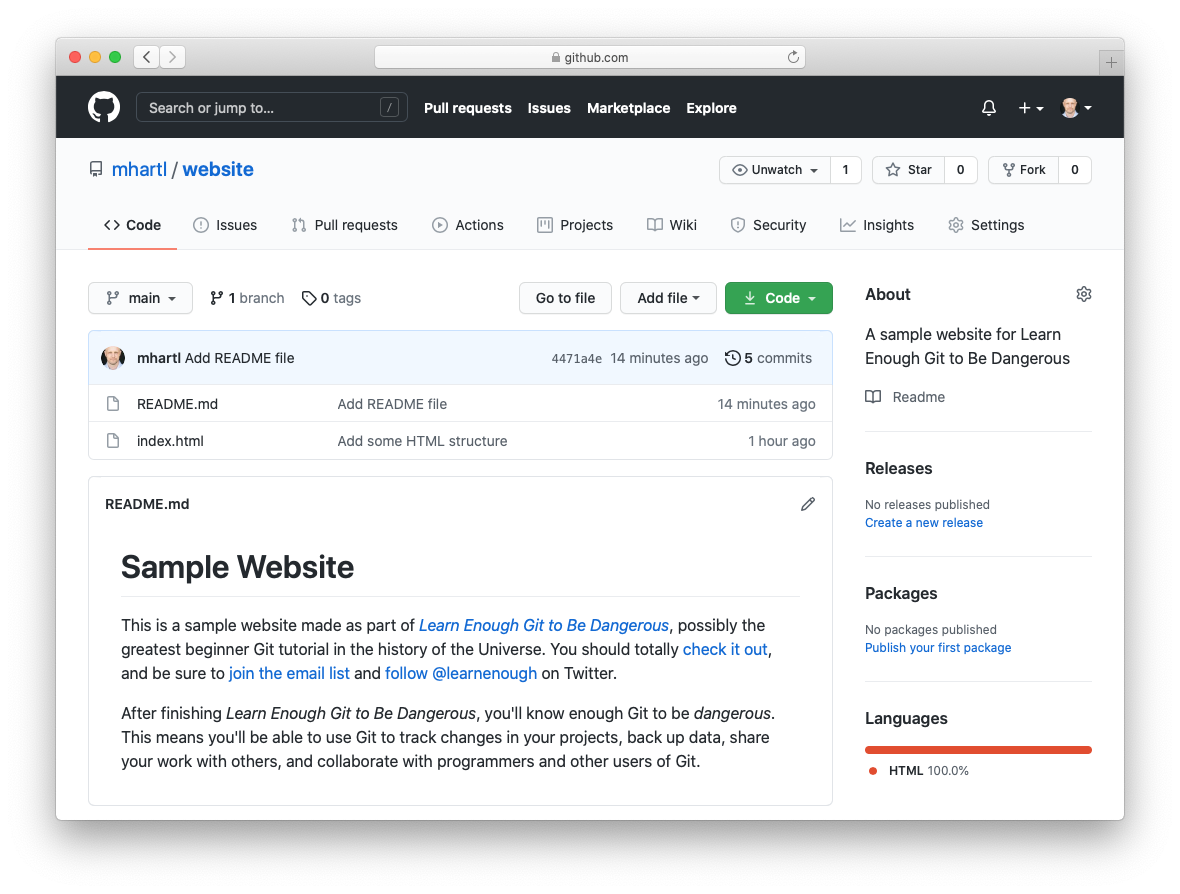 github.com
Search or jump to... /
Pull requests Issues Marketplace Explore
mhartl / website
Unwatch 1 Star 0 Fork 0
Code Issues Pull requests Actions Projects Wiki Security Insights Settings
main 1 branch 0 tags
Go to file Add file Code
mhartl Add README file 4471a4e 14 minutes ago 5 commits
README.md Add README file 14 minutes ago
index.html Add some HTML structure 1 hour ago
README.md
Sample Website
This is a sample website made as part of Learn Enough Git to Be Dangerous, possibly the
greatest beginner Git tutorial in the history of the Universe. You should totally check it out,
and be sure to join the email list and follow @learnenough on Twitter.
After finishing Learn Enough Git to Be Dangerous, you'll know enough Git to be dangerous.
This means you'll be able to use Git to track changes in your projects, back up data, share
your work with others, and collaborate with programmers and other users of Git.
About
A sample website for Learn
Enough Git to Be Dangerous
Readme
Releases
No releases published
Create a new release
Packages
No packages published
Publish your first package
Languages
HTML 100.0%